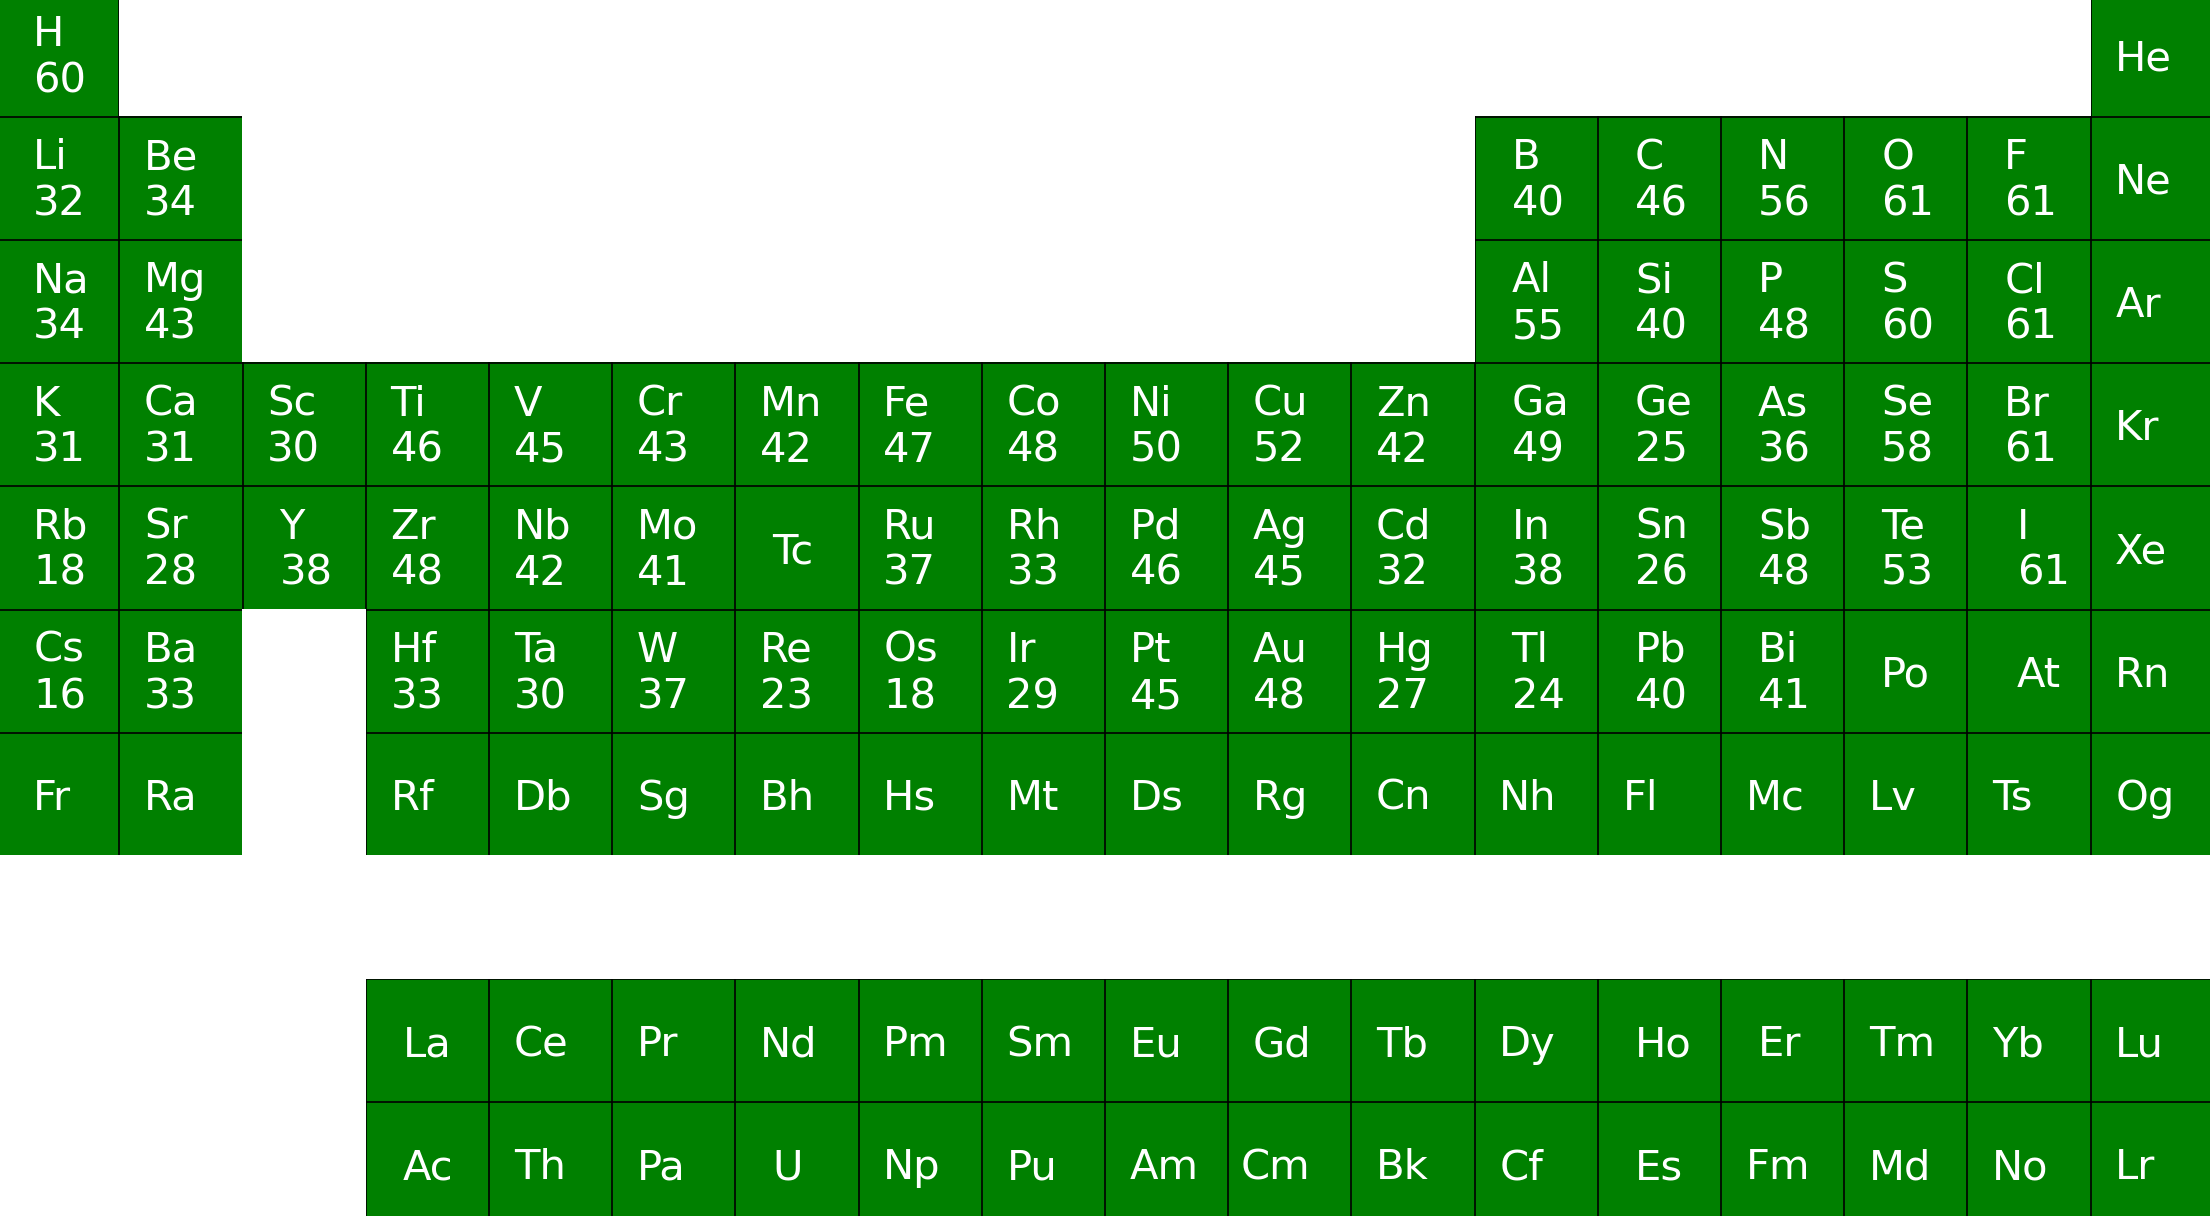 H He
60
Li Be B C N O F Ne
32 34 40 46 56 61 61
Na Mg Al Si P S Cl Ar
34 43 55 40 48 60 61
K Ca Sc Ti V Cr Mn Fe Co Ni Cu Zn Ga Ge As Se Br Kr
31 31 30 46 45 43 42 47 48 50 52 42 49 25 36 58 61
Rb Sr Y Zr Nb Mo Tc Ru Rh Pd Ag Cd In Sn Sb Te I Xe
18 28 38 48 42 41 37 33 46 45 32 38 26 48 53 61
Cs Ba Hf Ta W Re Os Ir Pt Au Hg Tl Pb Bi Po At Rn
16 33 33 30 37 23 18 29 45 48 27 24 40 41
Fr Ra Rf Db Sg Bh Hs Mt Ds Rg Cn Nh Fl Mc Lv Ts Og
La Ce Pr Nd Pm Sm Eu Gd Tb Dy Ho Er Tm Yb Lu
Ac Th Pa U Np Pu Am Cm Bk Cf Es Fm Md No Lr